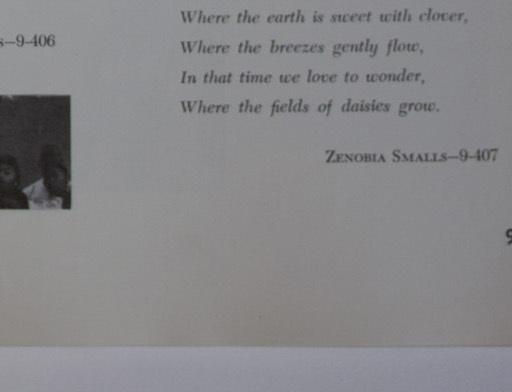 s–9-406
Where the earth is sweet with clover,
Where the breezes gently flow,
In that time we love to wonder,
Where the fields of daisies grow.
Zenobia Smalls–9-407
9